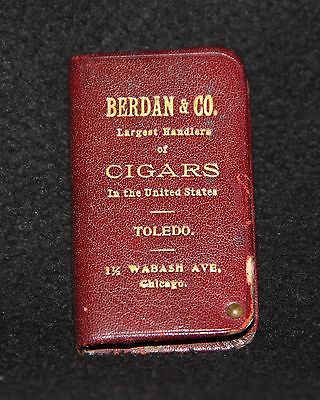 BERDAN & CO.
Largest Handlers
of
CIGARS
In the United States
TOLEDO.
1½ WABASH AVE,
Chicago.